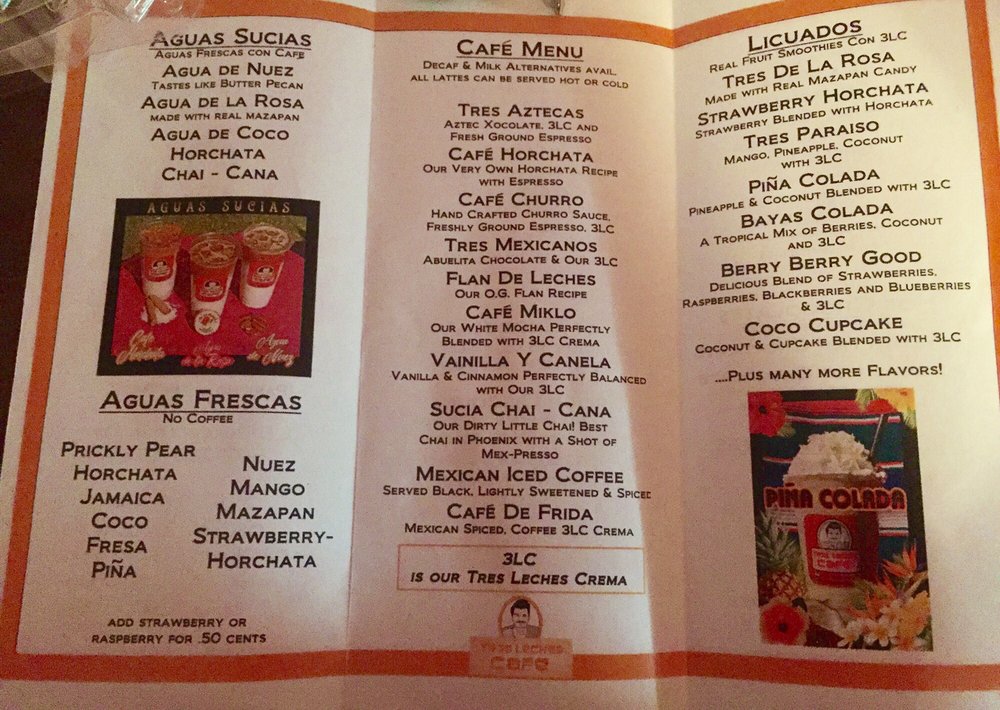 AGUAS SUCIAS
AGUAS FRESCAS CON CAFE
AGUA DE NUEZ
TASTES LIKE BUTTER PECAN
AGUA DE LA ROSA
MADE WITH REAL MAZAPAN
AGUA DE COCO
HORCHATA
CHAI - CANA
AGUAS SUCIAS
Cafe
Horchata
Agua
de la Rosa
Agua
de Nuez
AGUAS FRESCAS
NO COFFEE
PRICKLY PEAR
HORCHATA
JAMAICA
COCO
FRESA
PIÑA
NUEZ
MANGO
MAZAPAN
STRAWBERRY-
HORCHATA
ADD STRAWBERRY OR
RASPBERRY FOR .50 CENTS
CAFÉ MENU
DECAF & MILK ALTERNATIVES AVAIL.
ALL LATTES CAN BE SERVED HOT OR COLD
TRES AZTECAS
AZTEC XOCOLATE, 3LC AND
FRESH GROUND ESPRESSO
CAFÉ HORCHATA
OUR VERY OWN HORCHATA RECIPE
WITH ESPRESSO
CAFÉ CHURRO
HAND CRAFTED CHURRO SAUCE,
FRESHLY GROUND ESPRESSO, 3LC
TRES MEXICANOS
ABUELITA CHOCOLATE & OUR 3LC
FLAN DE LECHES
OUR O.G. FLAN RECIPE
CAFÉ MIKLO
OUR WHITE MOCHA PERFECTLY
BLENDED WITH 3LC CREMA
VAINILLA Y CANELA
VANILLA & CINNAMON PERFECTLY BALANCED
WITH OUR 3LC
SUCIA CHAI - CANA
OUR DIRTY LITTLE CHAI! BEST
CHAI IN PHOENIX WITH A SHOT OF
MEX-PRESSO
MEXICAN ICED COFFEE
SERVED BLACK, LIGHTLY SWEETENED & SPICED
CAFÉ DE FRIDA
MEXICAN SPICED, COFFEE 3LC CREMA
3LC
IS OUR TRES LECHES CREMA
TRES LECHES
CAFÉ
LICUADOS
REAL FRUIT SMOOTHIES CON 3LC
TRES DE LA ROSA
MADE WITH REAL MAZAPAN CANDY
STRAWBERRY HORCHATA
STRAWBERRY BLENDED WITH HORCHATA
TRES PARAISO
MANGO, PINEAPPLE, COCONUT
WITH 3LC
PIÑA COLADA
PINEAPPLE & COCONUT BLENDED WITH 3LC
BAYAS COLADA
A TROPICAL MIX OF BERRIES, COCONUT
AND 3LC
BERRY BERRY GOOD
DELICIOUS BLEND OF STRAWBERRIES,
RASPBERRIES, BLACKBERRIES AND BLUEBERRIES
& 3LC
COCO CUPCAKE
COCONUT & CUPCAKE BLENDED WITH 3LC
....PLUS MANY MORE FLAVORS!
PIÑA COLADA
TRES LECHES
CAFÉ